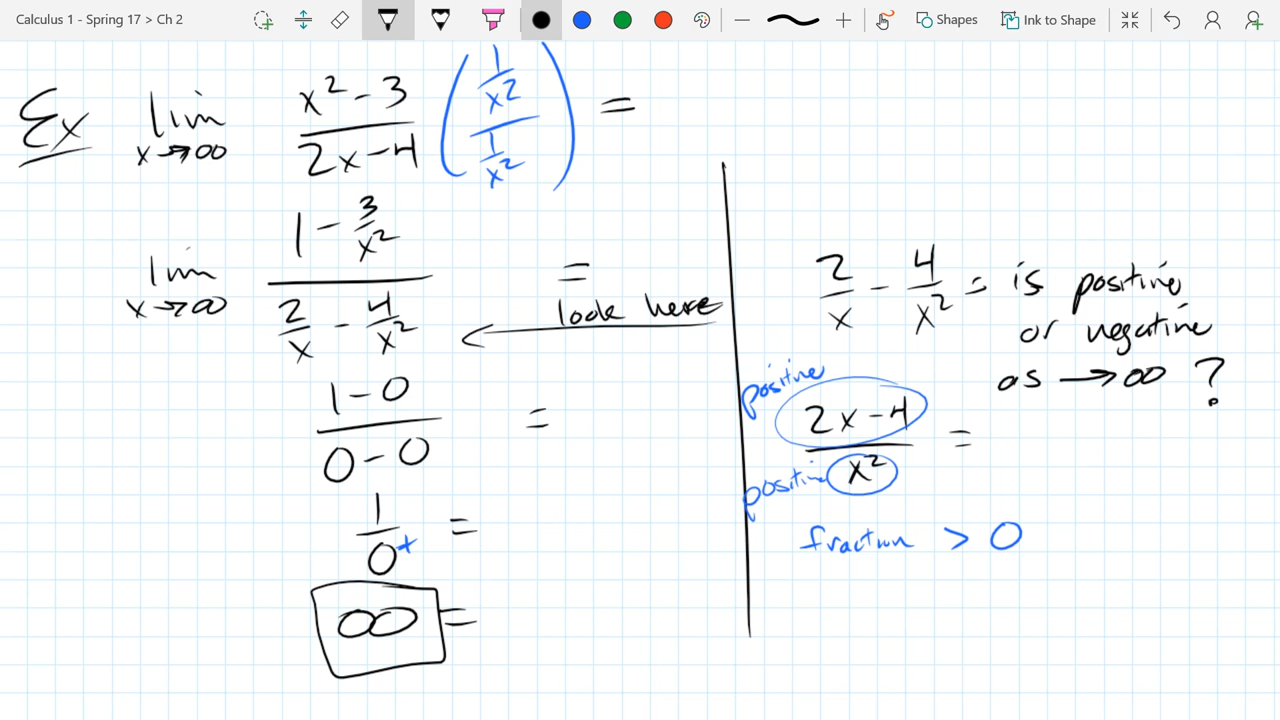 Calculus 1 - Spring 17 > Ch 2
Shapes
Ink to Shape
Ex lim x→∞ (x² - 3)/(2x - 4) ((1/x²)/(1/x²)) =
lim x→∞ (1 - 3/x²)/(2/x - 4/x²) =
look here
(1 - 0)/(0 - 0) =
1/0⁺ =
∞ =
2/x - 4/x² = is positive
or negative
as → ∞ ?
positive
(2x - 4)/x² =
positive
fraction > 0